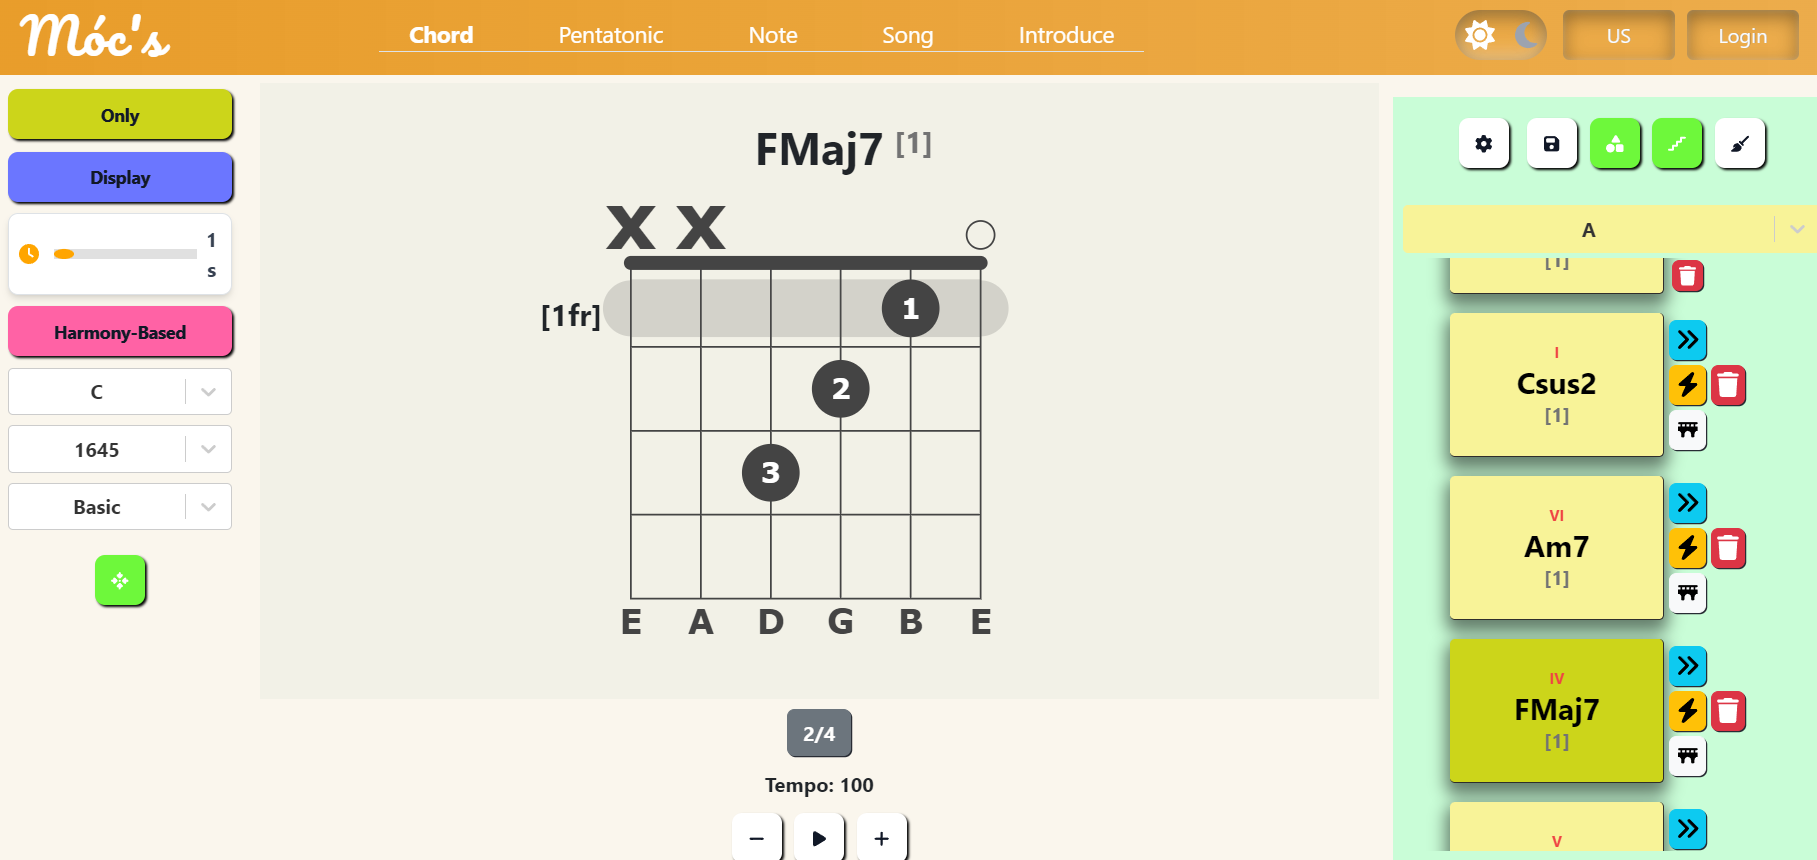 Móc's
Chord
Pentatonic
Note
Song
Introduce
US
Login
Only
Display
1
s
Harmony-Based
C
1645
Basic
FMaj7 [1]
X X
[1fr]
1
2
3
E A D G B E
2/4
Tempo: 100
A
[1]
I
Csus2
[1]
VI
Am7
[1]
IV
FMaj7
[1]
V